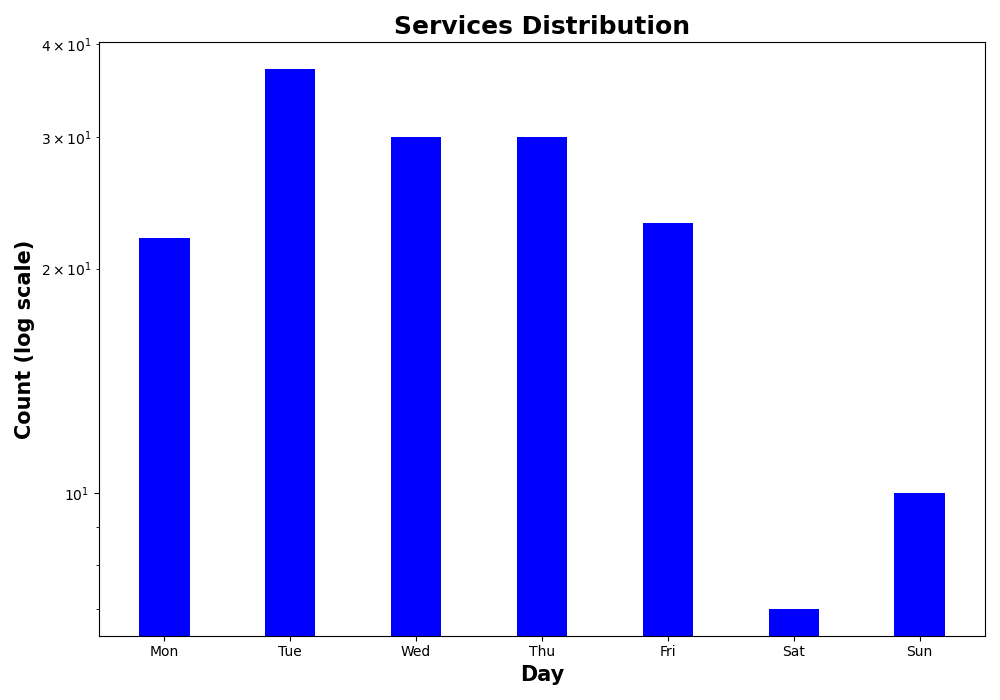 Services Distribution
4 × 10¹
3 × 10¹
2 × 10¹
10¹
Count (log scale)
Mon Tue Wed Thu Fri Sat Sun
Day